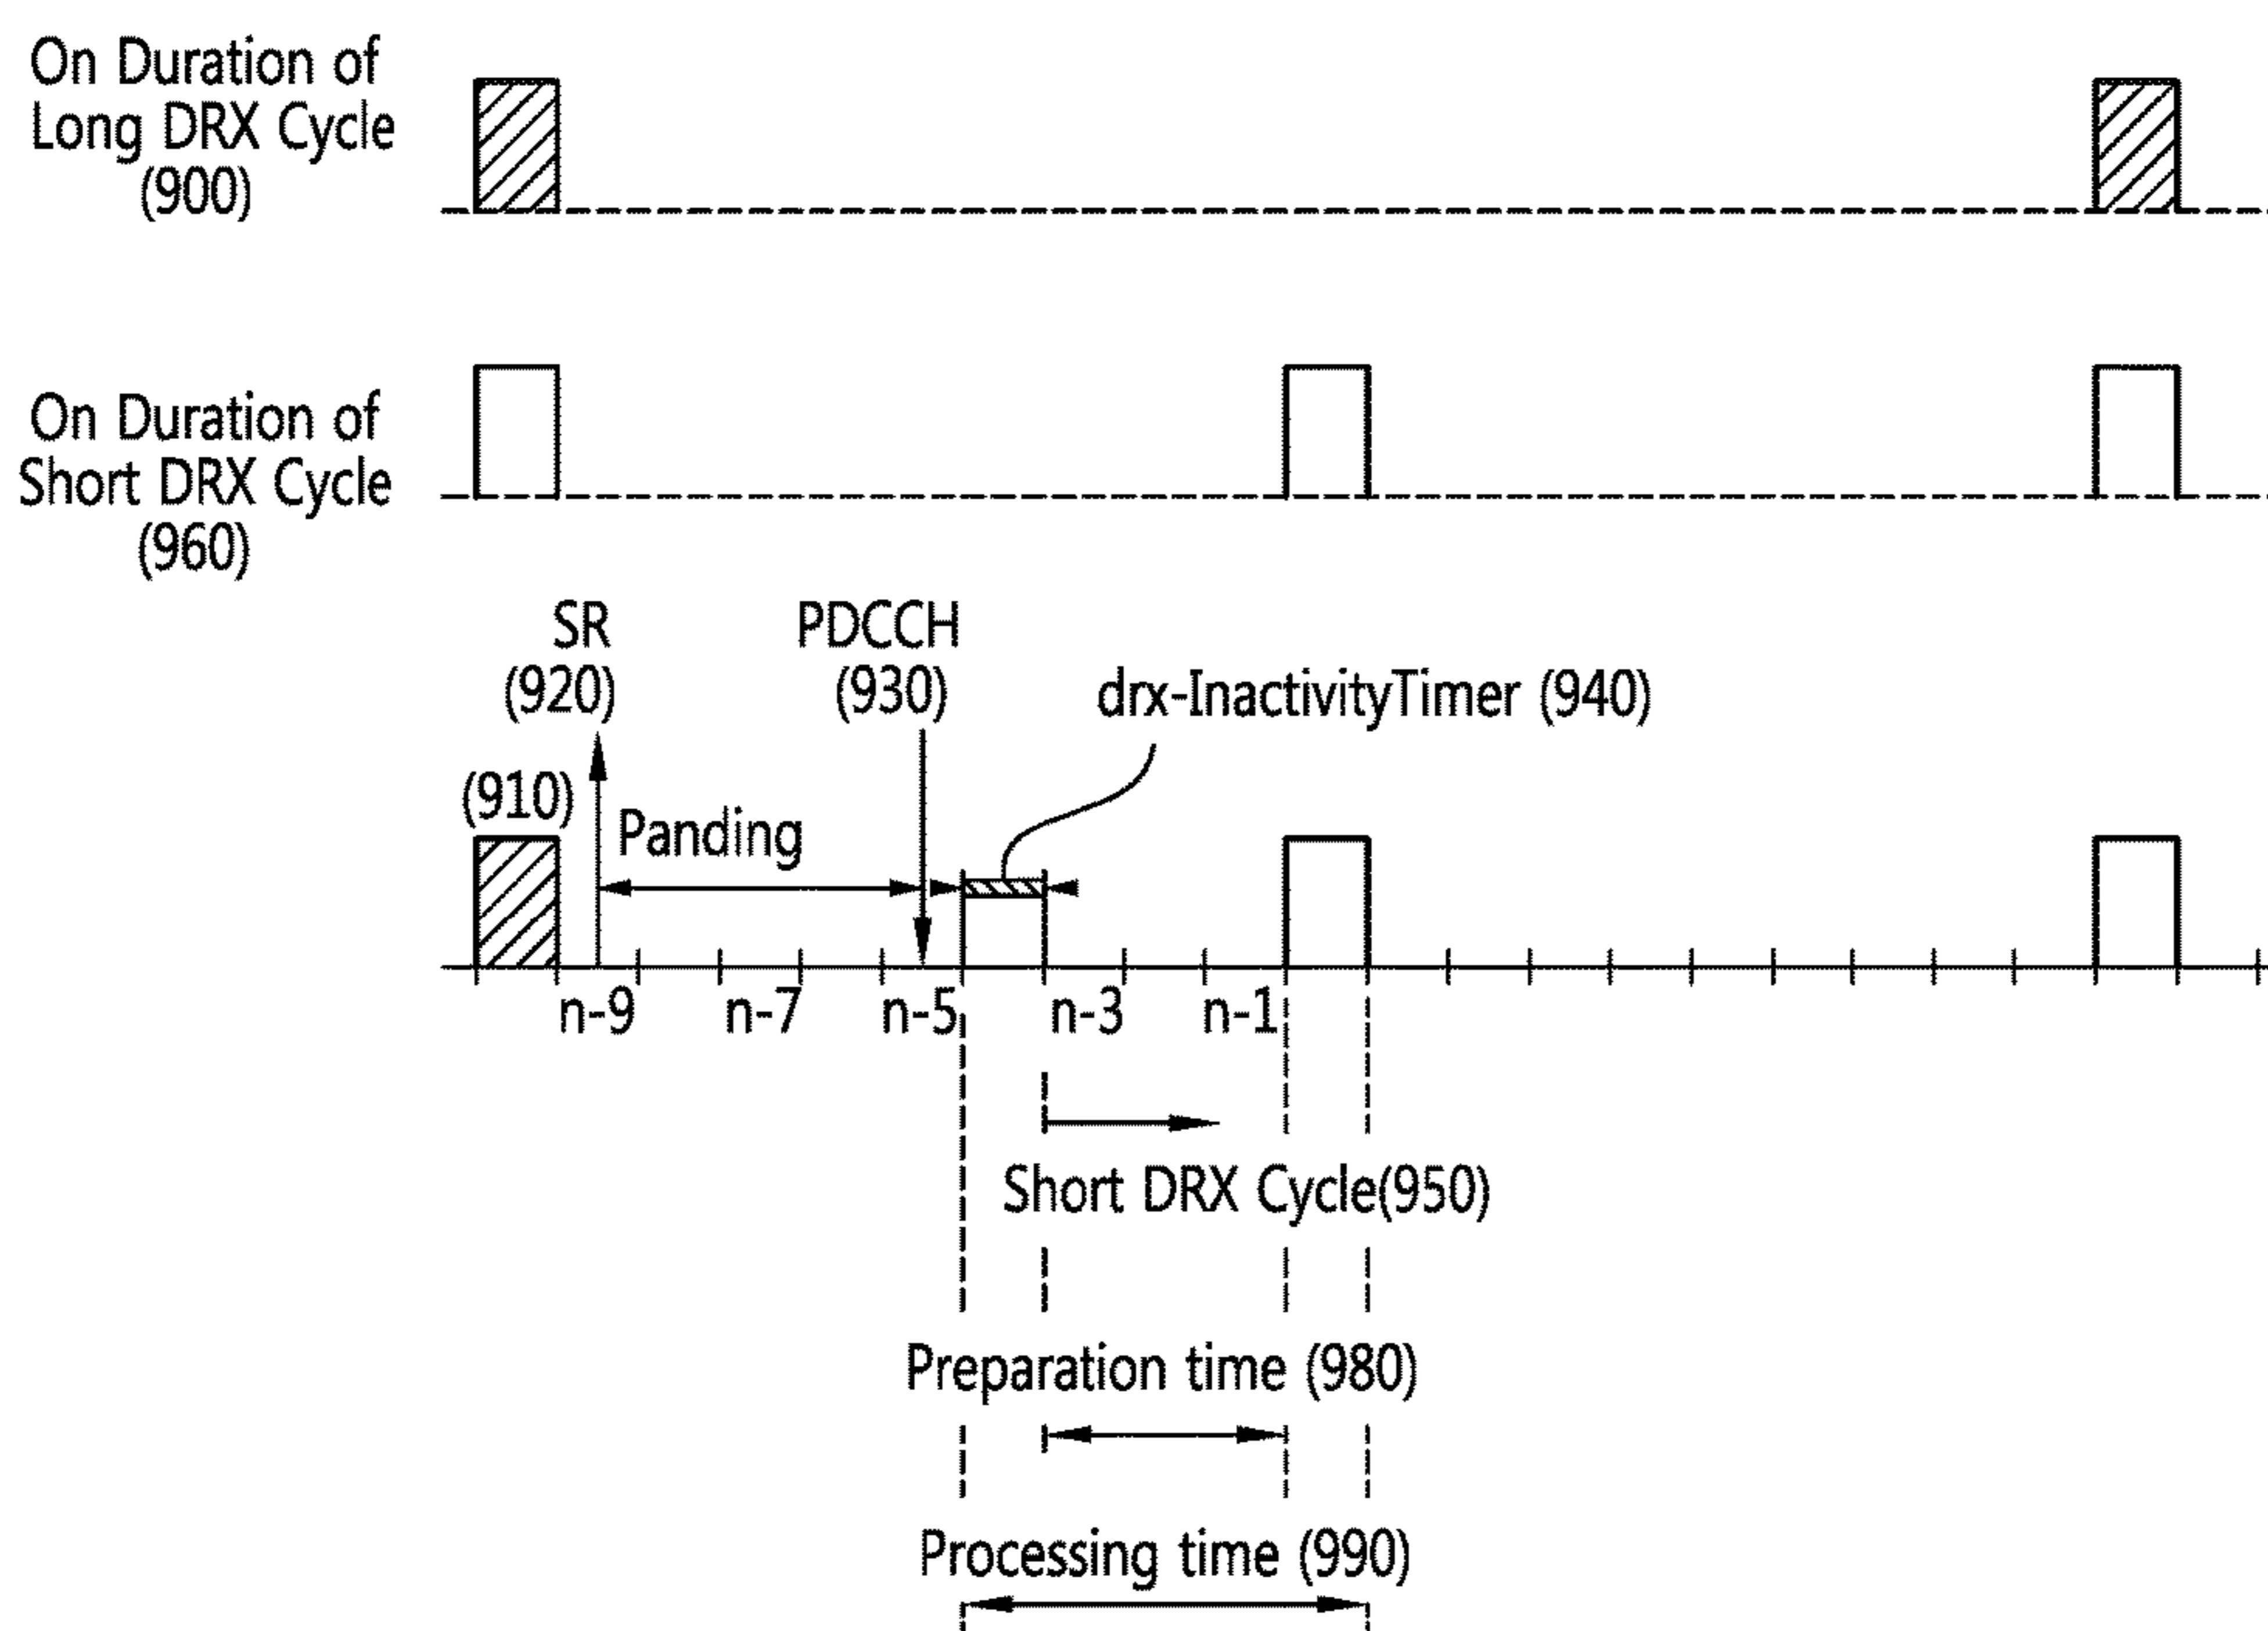 On Duration of
Long DRX Cycle
(900)
On Duration of
Short DRX Cycle
(960)
SR
(920)
PDCCH
(930)
drx-InactivityTimer (940)
(910)
Panding
n-9 n-7 n-5 n-3 n-1
Short DRX Cycle(950)
Preparation time (980)
Processing time (990)